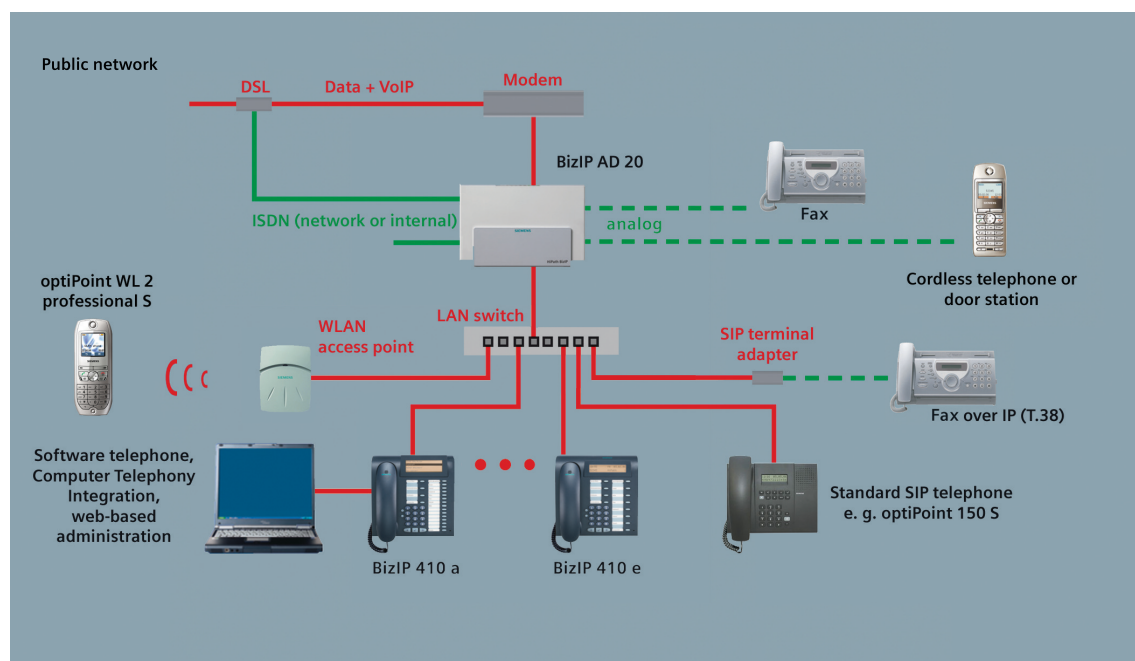 Public network
DSL
Data + VoIP
Modem
BizIP AD 20
ISDN (network or internal)
analog
Fax
Cordless telephone or
door station
optiPoint WL 2
professional S
WLAN
access point
LAN switch
SIP terminal
adapter
Fax over IP (T.38)
Software telephone,
Computer Telephony
Integration,
web-based
administration
BizIP 410 a
BizIP 410 e
Standard SIP telephone
e. g. optiPoint 150 S